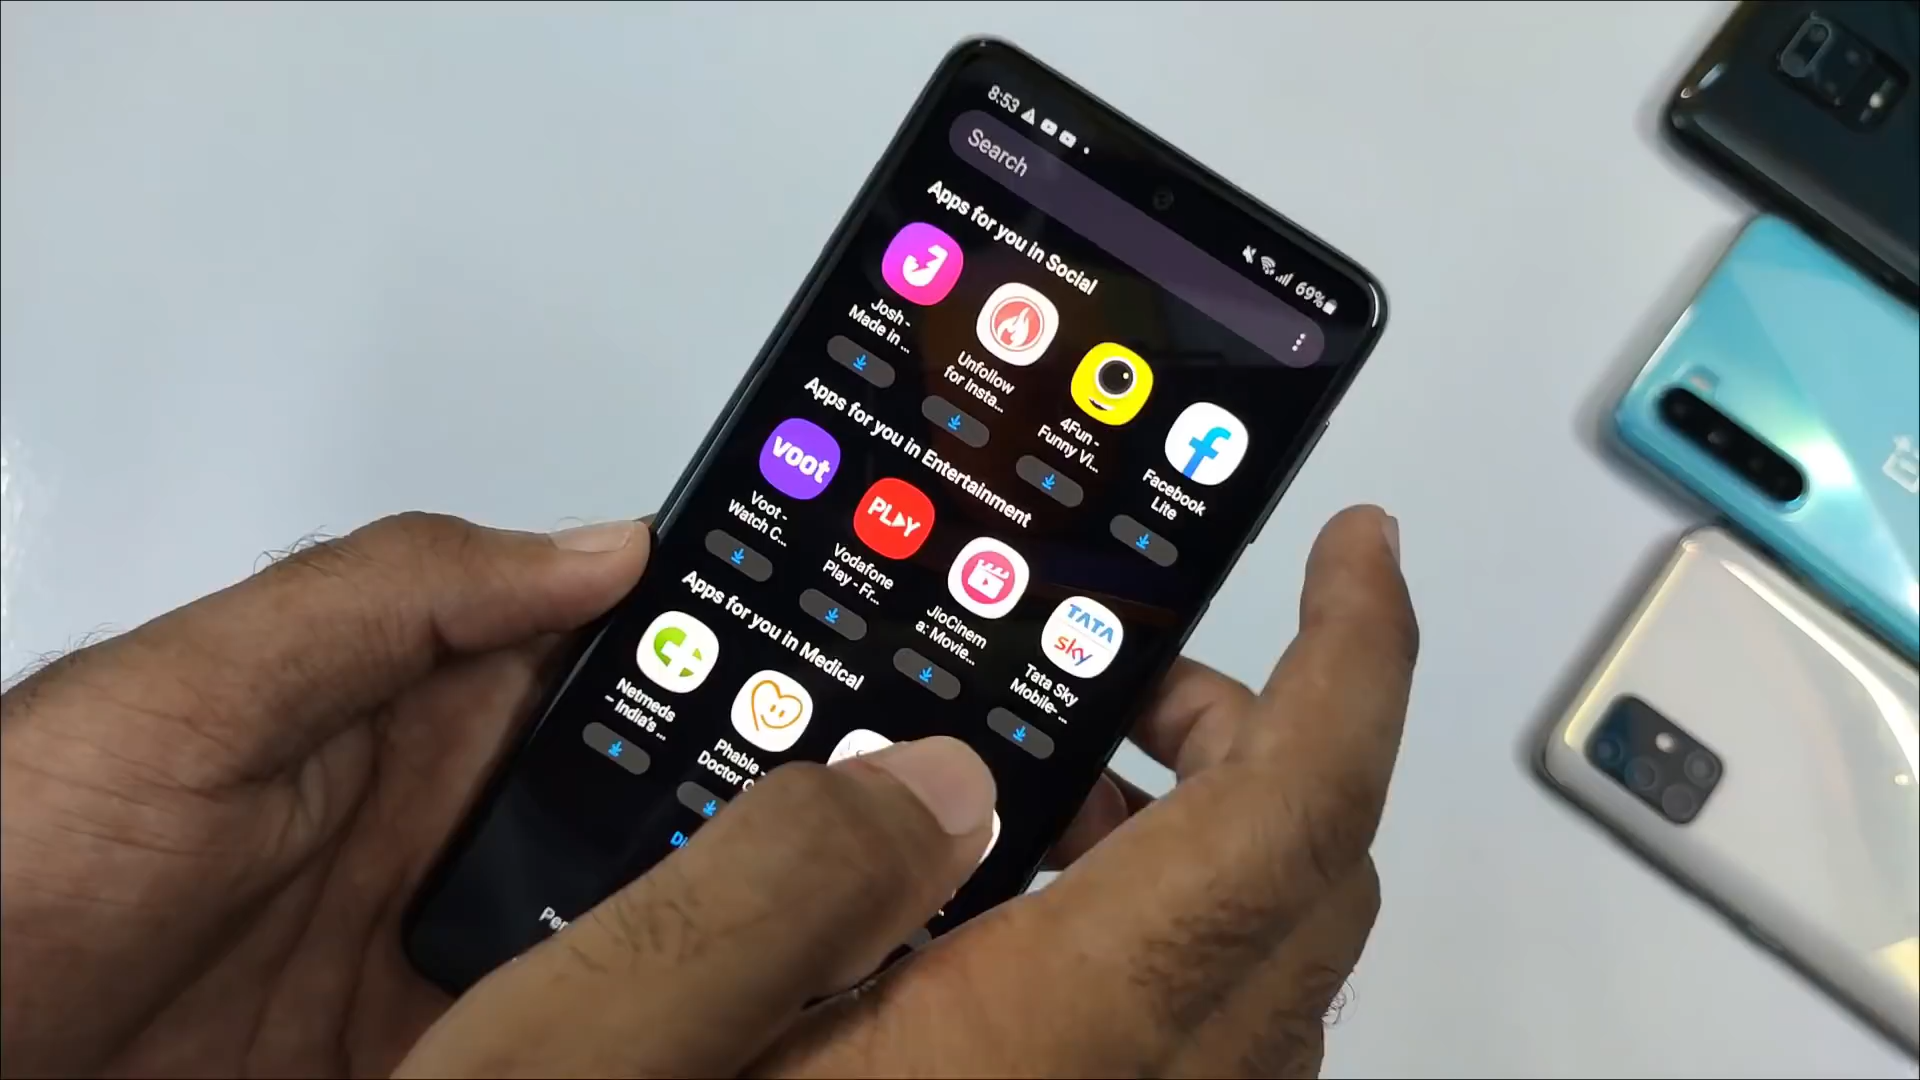 8:53
69%
Search
Apps for you in Social
Josh -
Made in ...
Unfollow
for Insta...
4Fun -
Funny Vi...
Facebook
Lite
Apps for you in Entertainment
voot
Voot -
Watch C...
PLAY
Vodafone
Play - Fr...
JioCinem
a: Movie...
TATA
sky
Tata Sky
Mobile-...
Apps for you in Medical
Netmeds
– India's ...
Phable -
Doctor C